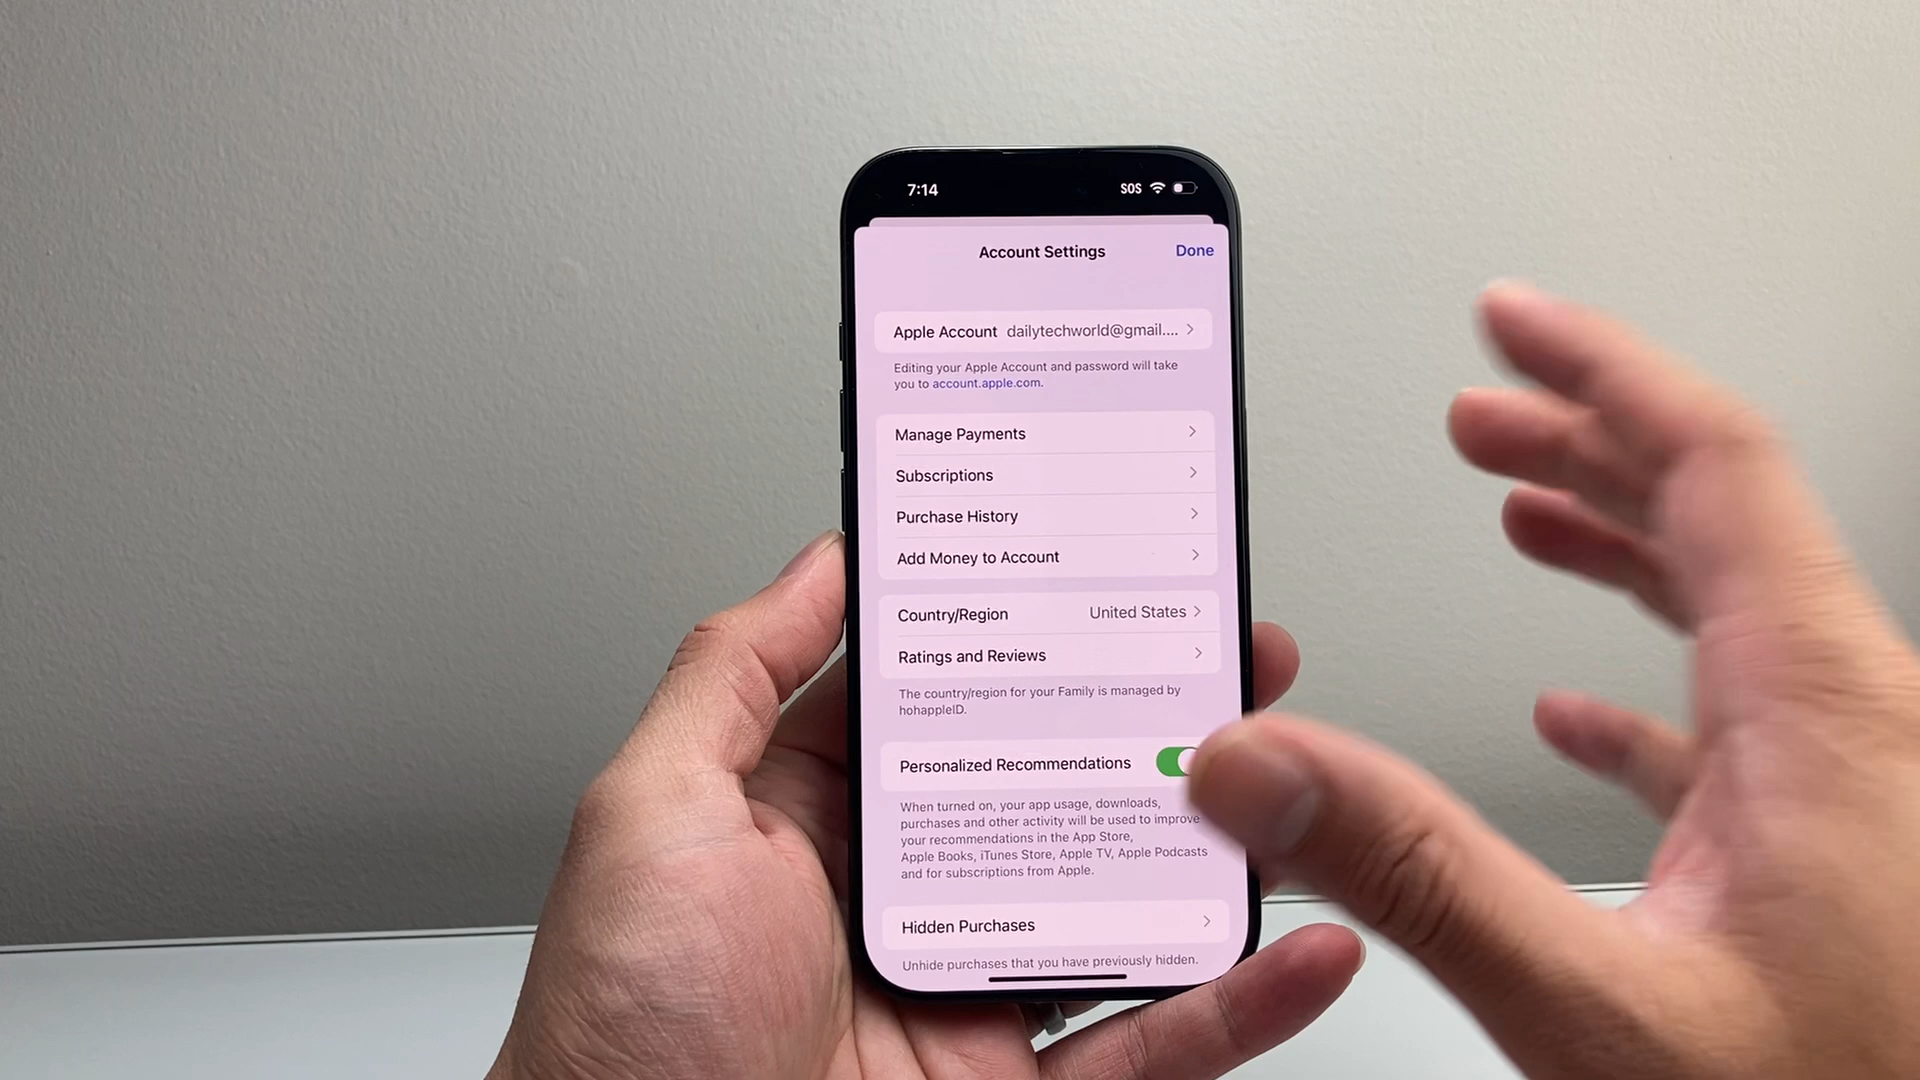 7:14
SOS
Account Settings
Done
Apple Account dailytechworld@gmail....
Editing your Apple Account and password will take
you to account.apple.com.
Manage Payments
Subscriptions
Purchase History
Add Money to Account
Country/Region United States
Ratings and Reviews
The country/region for your Family is managed by
hohappleID.
Personalized Recommendations
When turned on, your app usage, downloads,
purchases and other activity will be used to improve
your recommendations in the App Store,
Apple Books, iTunes Store, Apple TV, Apple Podcasts
and for subscriptions from Apple.
Hidden Purchases
Unhide purchases that you have previously hidden.